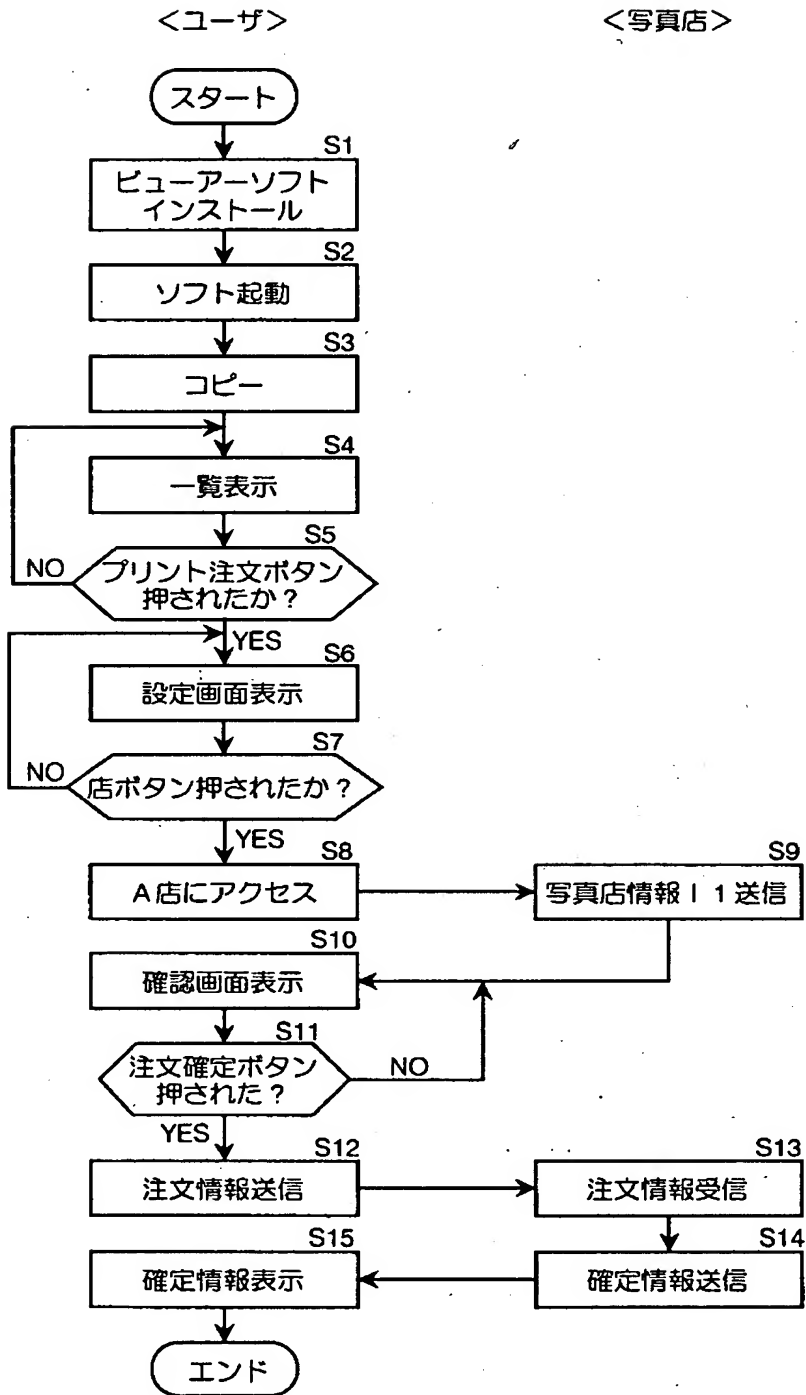 <ユーザ>
<写真店>
スタート
S1
ビューアーソフト
インストール
S2
ソフト起動
S3
コピー
S4
一覧表示
S5
プリント注文ボタン
押されたか？
NO
YES
S6
設定画面表示
S7
店ボタン押されたか？
NO
YES
S8
A店にアクセス
S9
写真店情報I1送信
S10
確認画面表示
S11
注文確定ボタン
押された？
NO
YES
S12
注文情報送信
S13
注文情報受信
S14
確定情報送信
S15
確定情報表示
エンド